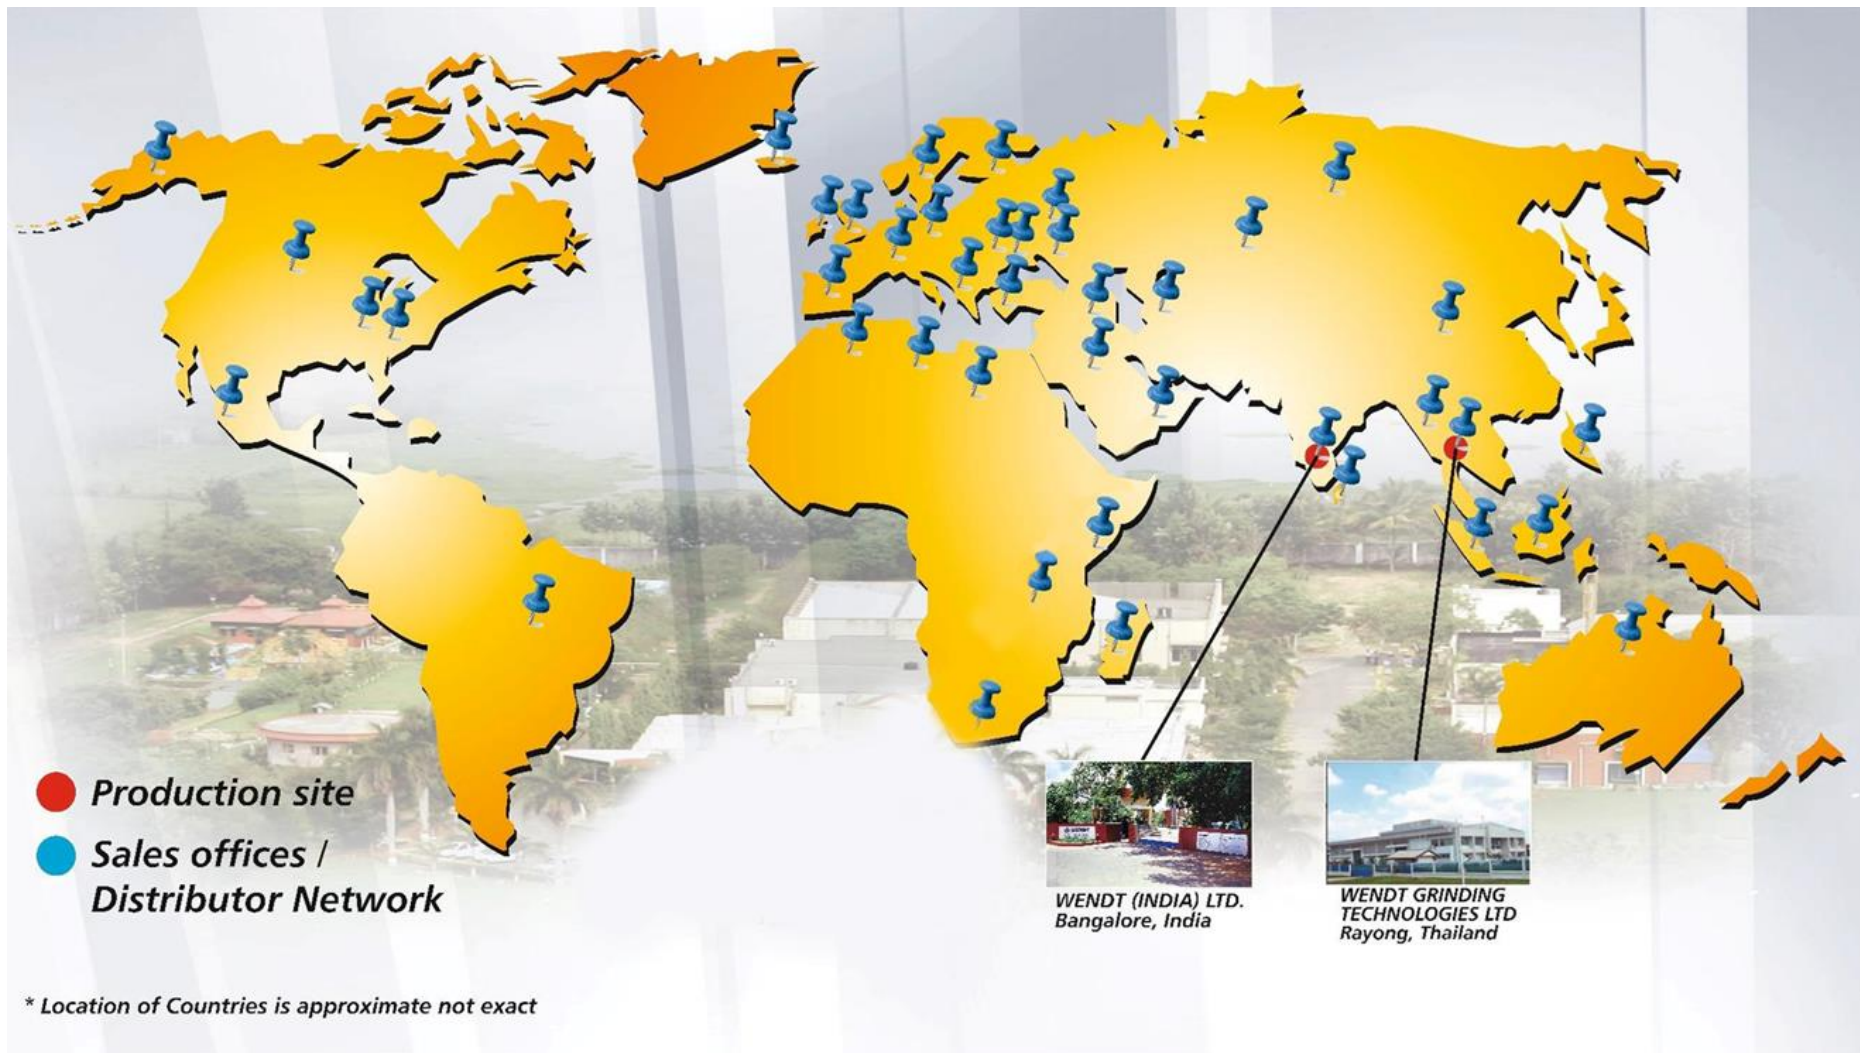 Production site
Sales offices /
Distributor Network
WENDT (INDIA) LTD.
Bangalore, India
WENDT GRINDING
TECHNOLOGIES LTD
Rayong, Thailand
* Location of Countries is approximate not exact